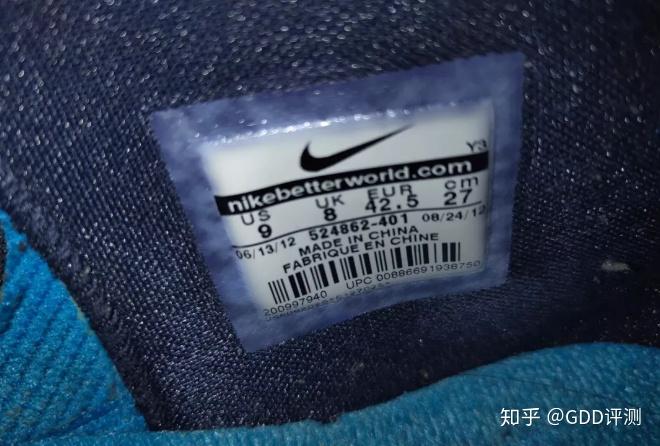 Y3
nikebetterworld.com
US UK EUR cm
9 8 42.5 27
06/13/12 524862-401 08/24/12
MADE IN CHINA
FABRIQUE EN CHINE
200997940 UPC 00886691938750
知乎 @GDD评测